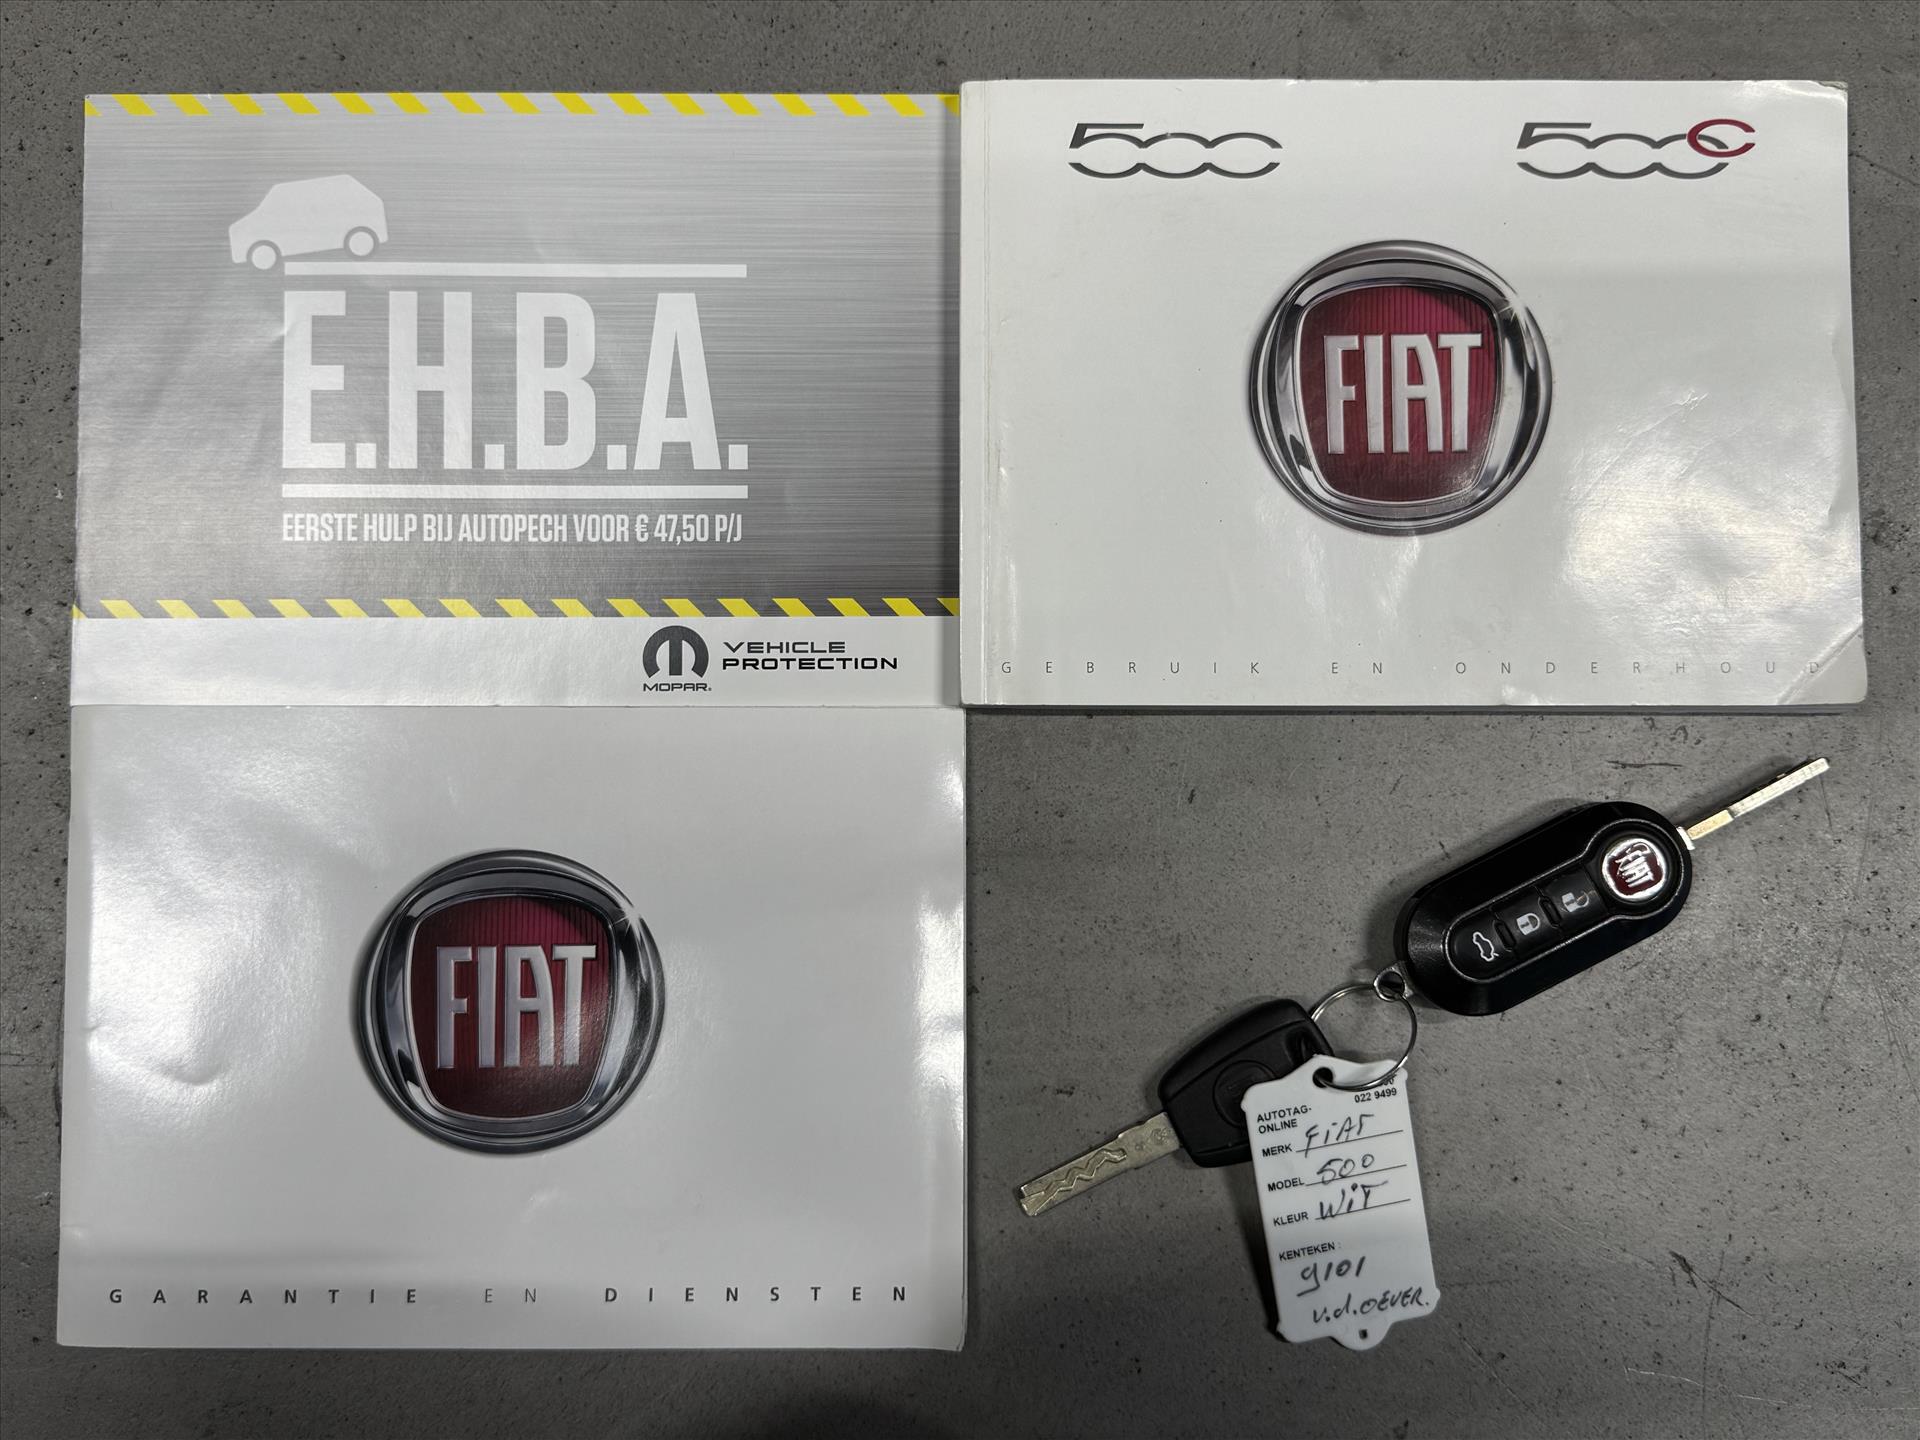 E.H.B.A.
EERSTE HULP BIJ AUTOPECH VOOR € 47,50 P/J
MOPAR®
VEHICLE
PROTECTION
500
500C
FIAT
GEBRUIK EN ONDERHOUD
FIAT
GARANTIE EN DIENSTEN
FIAT
022 9499
AUTOTAG-
ONLINE
MERK FiAT
MODEL 500
KLEUR WiT
KENTEKEN:
9101
v.d.OEVER.